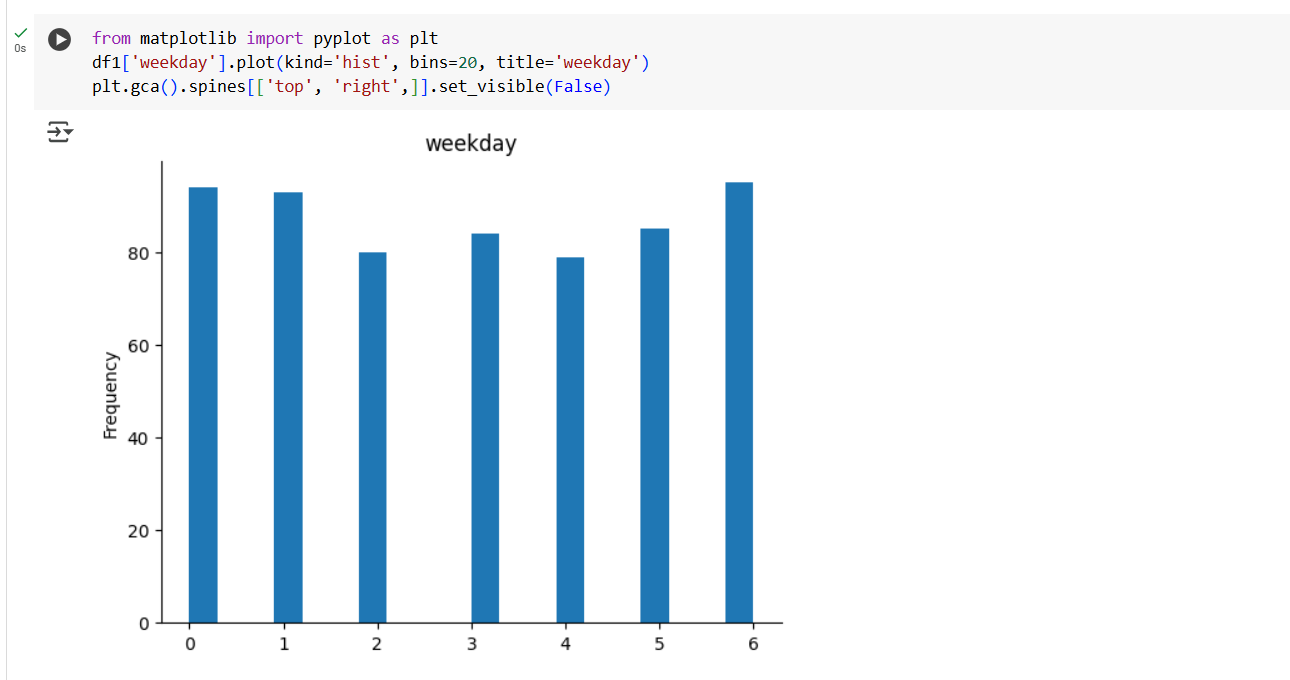 from matplotlib import pyplot as plt
0s
df1['weekday'].plot(kind='hist', bins=20, title='weekday')
plt.gca().spines[['top', 'right',]].set_visible(False)
weekday
80
60
Frequency
40
20
0
0 1 2 3 4 5 6